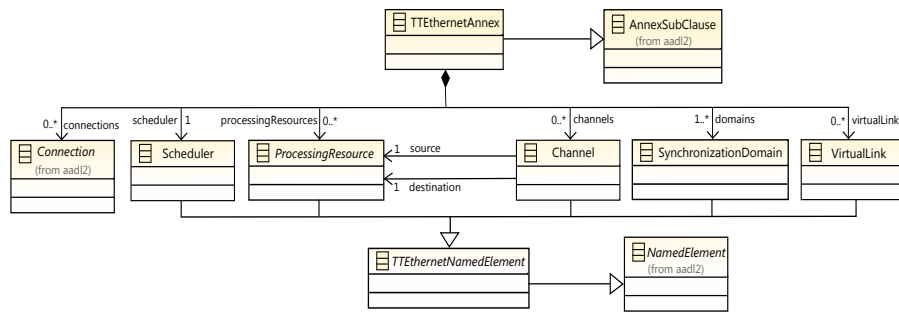 TTEthernetAnnex
AnnexSubClause
(from aadl2)
0..* connections
scheduler 1
processingResources 0..*
0..* channels
1..* domains
0..* virtualLink
Connection
(from aadl2)
Scheduler
ProcessingResource
1 source
1 destination
Channel
SynchronizationDomain
VirtualLink
TTEthernetNamedElement
NamedElement
(from aadl2)